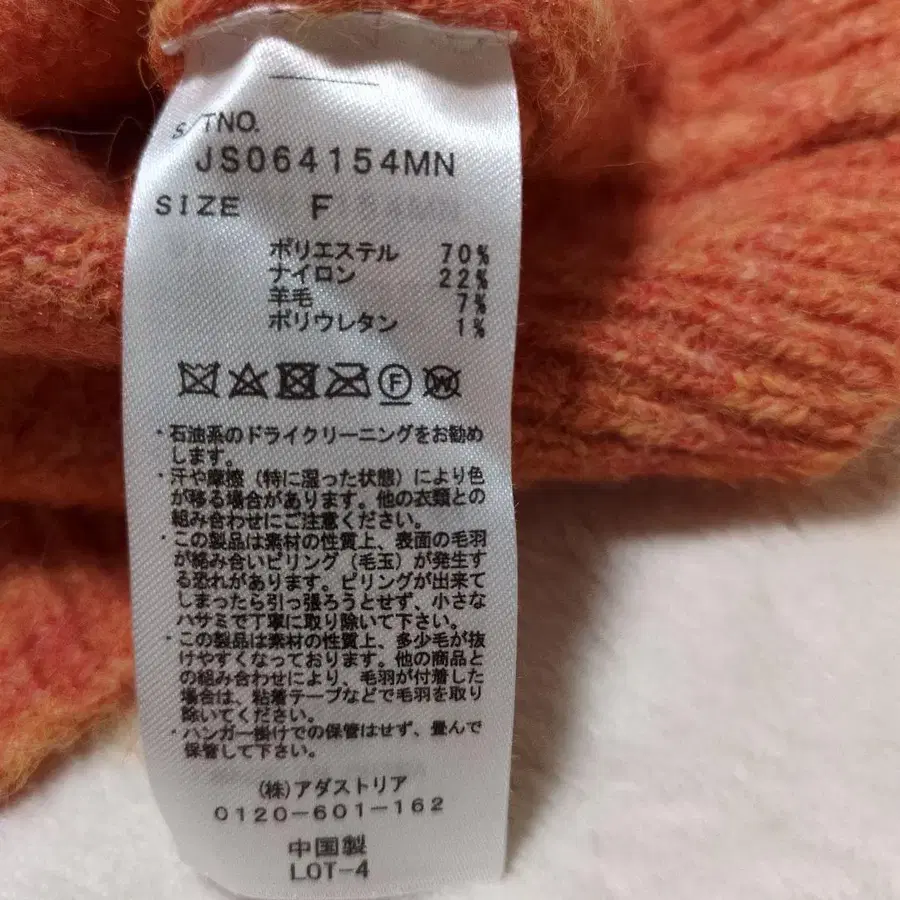 S/TNO.
JS064154MN
SIZE F
ポリエステル 70%
ナイロン 22%
羊毛 7%
ポリウレタン 1%
F W
・石油系のドライクリーニングをお勧め
します。
・汗や摩擦(特に湿った状態)により色
が移る場合があります。他の衣類との
組み合わせにご注意ください。
・この製品は素材の性質上、表面の毛羽
が絡み合いピリング(毛玉)が発生す
る恐れがあります。ピリングが出来て
しまったら引っ張ろうとせず、小さな
ハサミで丁寧に取り除いて下さい。
・この製品は素材の性質上、多少毛が抜
けやすくなっております。他の商品と
の組み合わせにより、毛羽が付着した
場合は、粘着テープなどで毛羽を取り
除いてください。
・ハンガー掛けでの保管はせず、畳んで
保管して下さい。
(株)アダストリア
0120-601-162
中国製
LOT-4